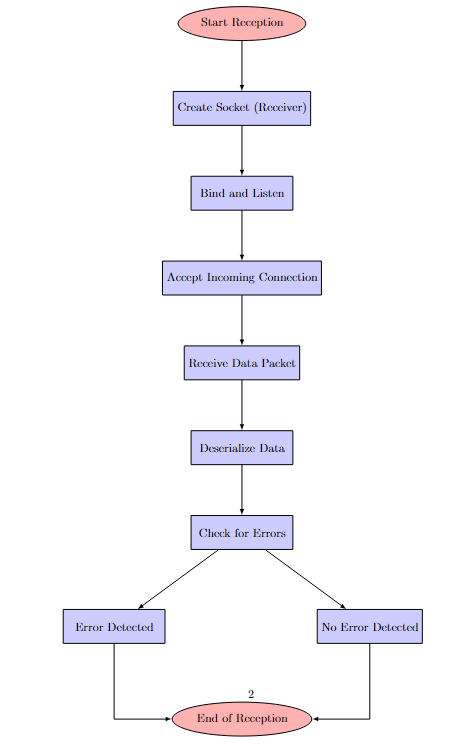 Start Reception
Create Socket (Receiver)
Bind and Listen
Accept Incoming Connection
Receive Data Packet
Deserialize Data
Check for Errors
Error Detected
No Error Detected
2
End of Reception